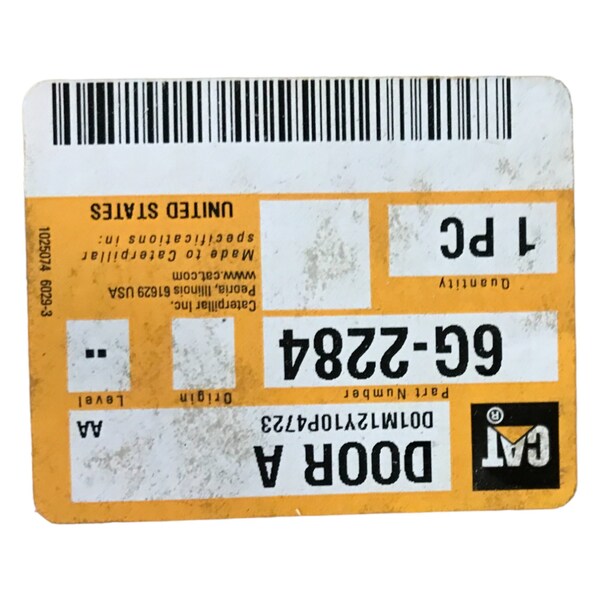 CAT®
DOOR A
D01M12Y10P4723
AA
Part Number
6G-2284
Origin
Level
"
Quantity
1 PC
Caterpillar Inc.
Peoria, Illinois 61629 USA
www.cat.com
Made to Caterpillar
specifications in:
UNITED STATES
1025074 6029-3